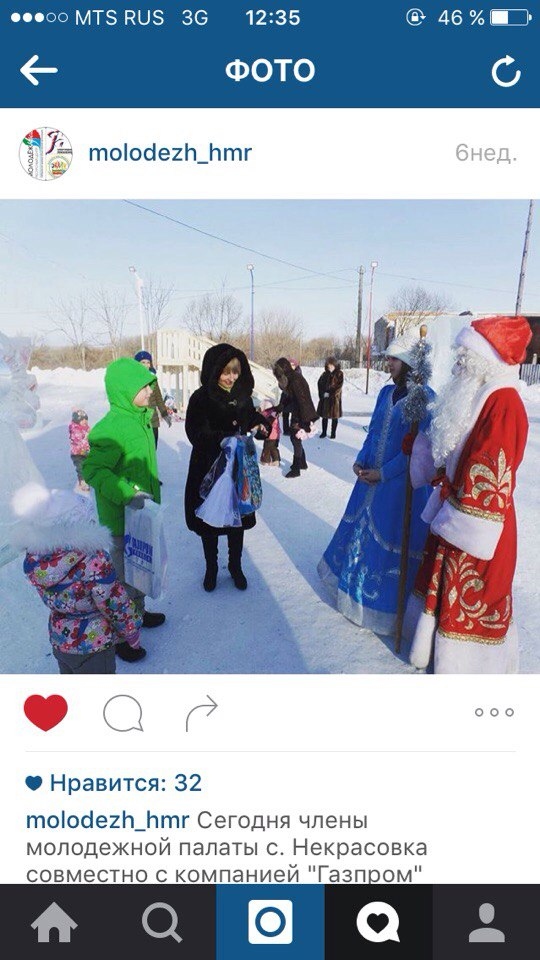 MTS RUS 3G 12:35 46 %
ФОТО
molodezh_hmr 6нед.
Нравится: 32
molodezh_hmr Сегодня члены
молодежной палаты с. Некрасовка
совместно с компанией "Газпром"